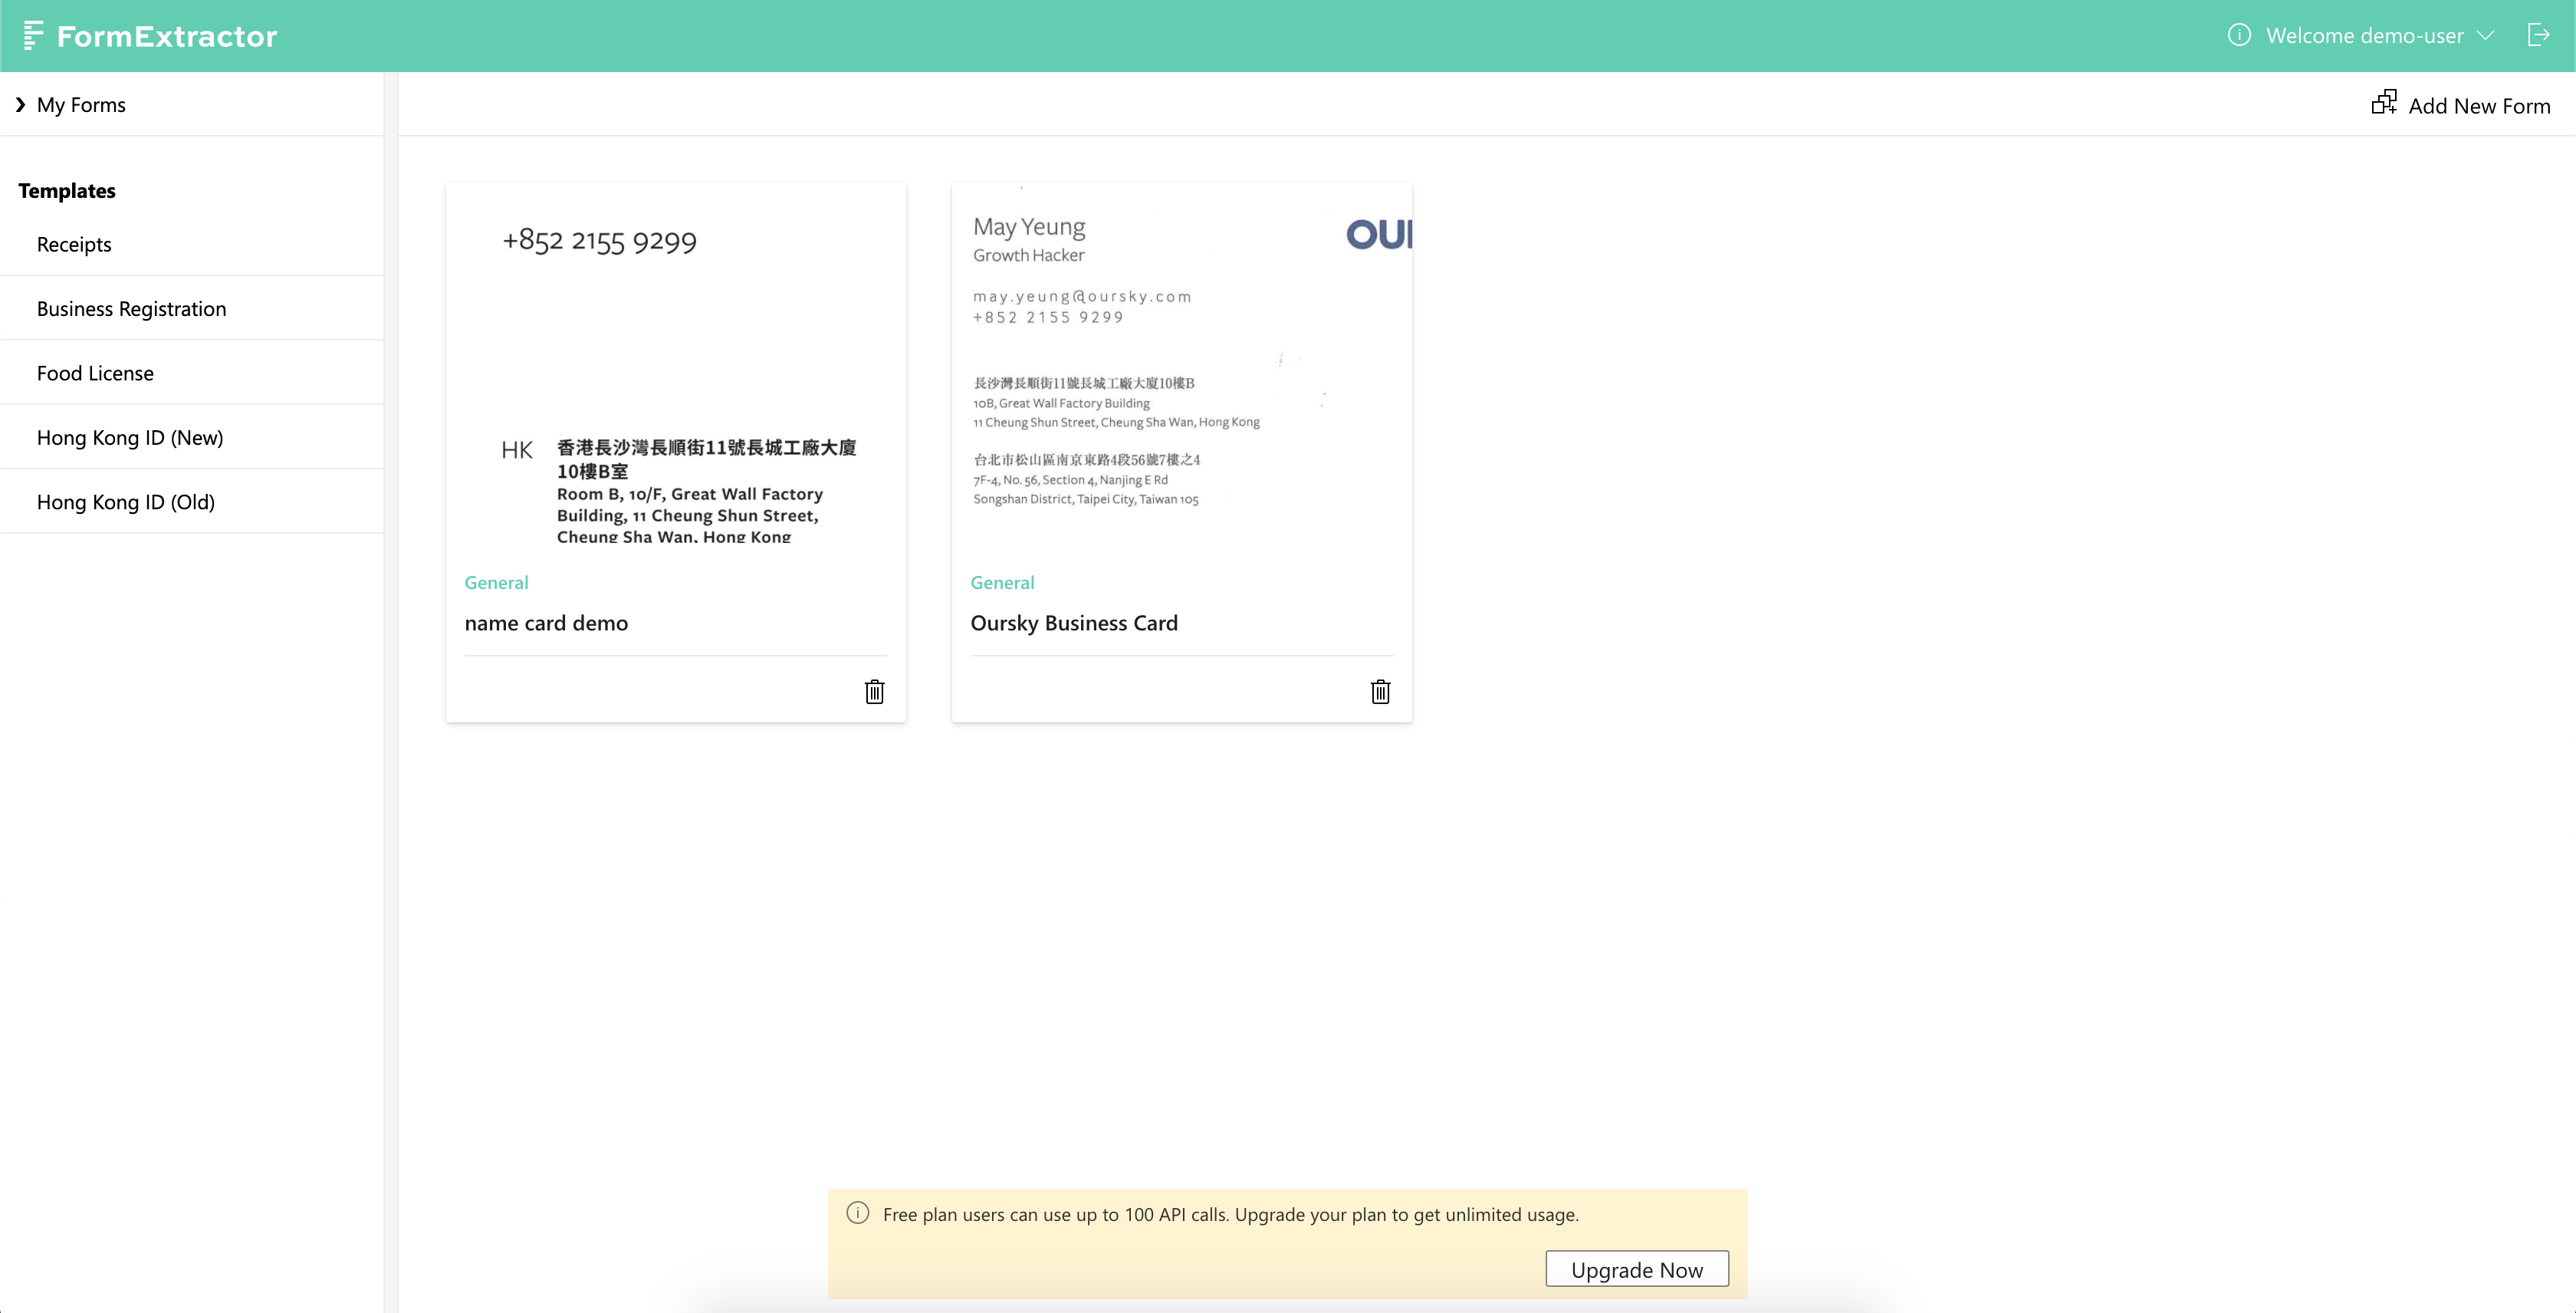 FormExtractor
Welcome demo-user
My Forms
Add New Form
Templates
Receipts
Business Registration
Food License
Hong Kong ID (New)
Hong Kong ID (Old)
+852 2155 9299
HK
香港長沙灣長順街11號長城工廠大廈
10樓B室
Room B, 10/F, Great Wall Factory
Building, 11 Cheung Shun Street,
Cheung Sha Wan, Hong Kong
General
name card demo
May Yeung
Growth Hacker
OUR
may.yeung@oursky.com
+852 2155 9299
長沙灣長順街11號長城工廠大廈10樓B
10B, Great Wall Factory Building
11 Cheung Shun Street, Cheung Sha Wan, Hong Kong
台北市松山區南京東路4段56號7樓之4
7F-4, No. 56, Section 4, Nanjing E Rd
Songshan District, Taipei City, Taiwan 105
General
Oursky Business Card
Free plan users can use up to 100 API calls. Upgrade your plan to get unlimited usage.
Upgrade Now